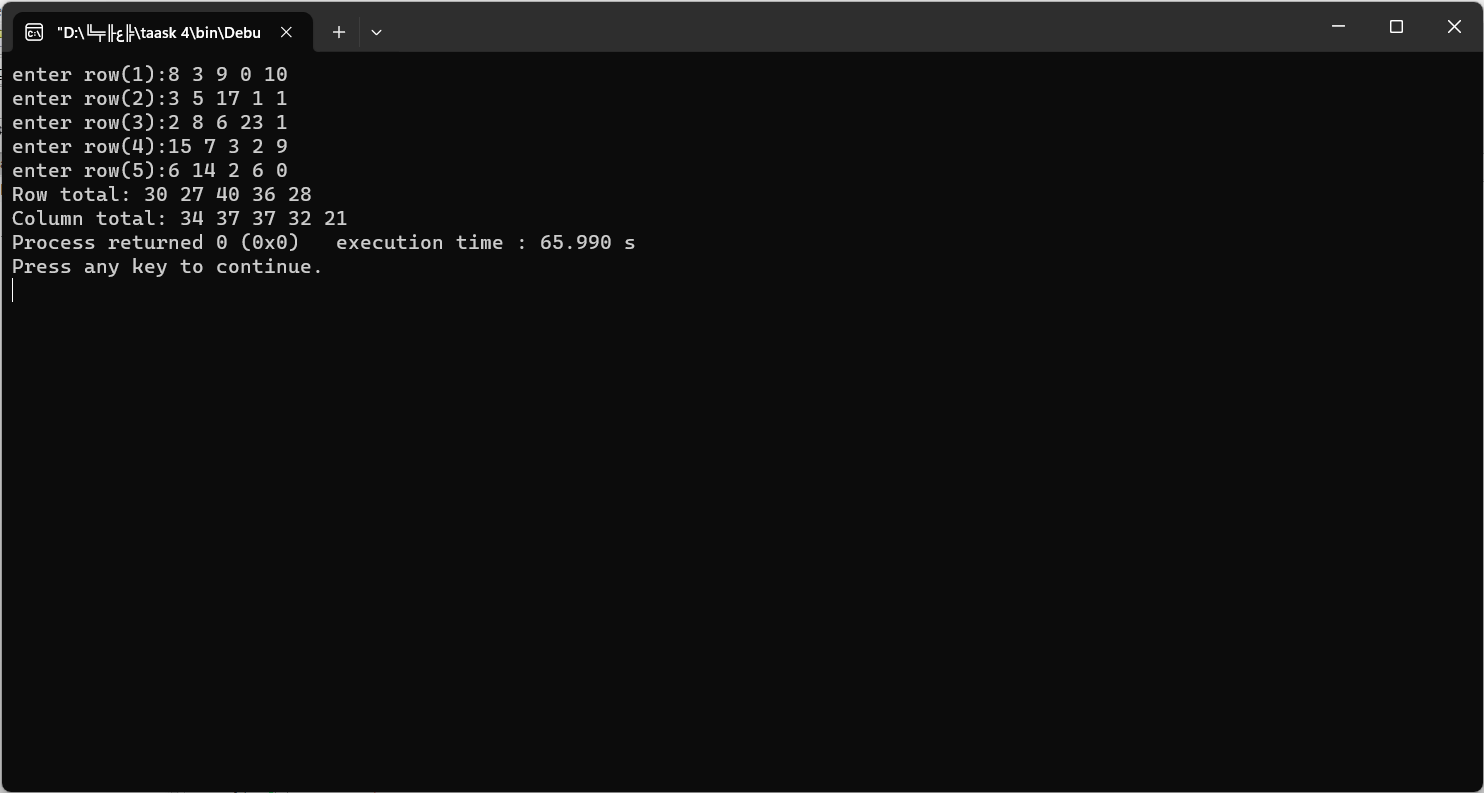 "D:\╚╤╟ع╠\taask 4\bin\Debu
enter row(1):8 3 9 0 10
enter row(2):3 5 17 1 1
enter row(3):2 8 6 23 1
enter row(4):15 7 3 2 9
enter row(5):6 14 2 6 0
Row total: 30 27 40 36 28
Column total: 34 37 37 32 21
Process returned 0 (0x0)   execution time : 65.990 s
Press any key to continue.